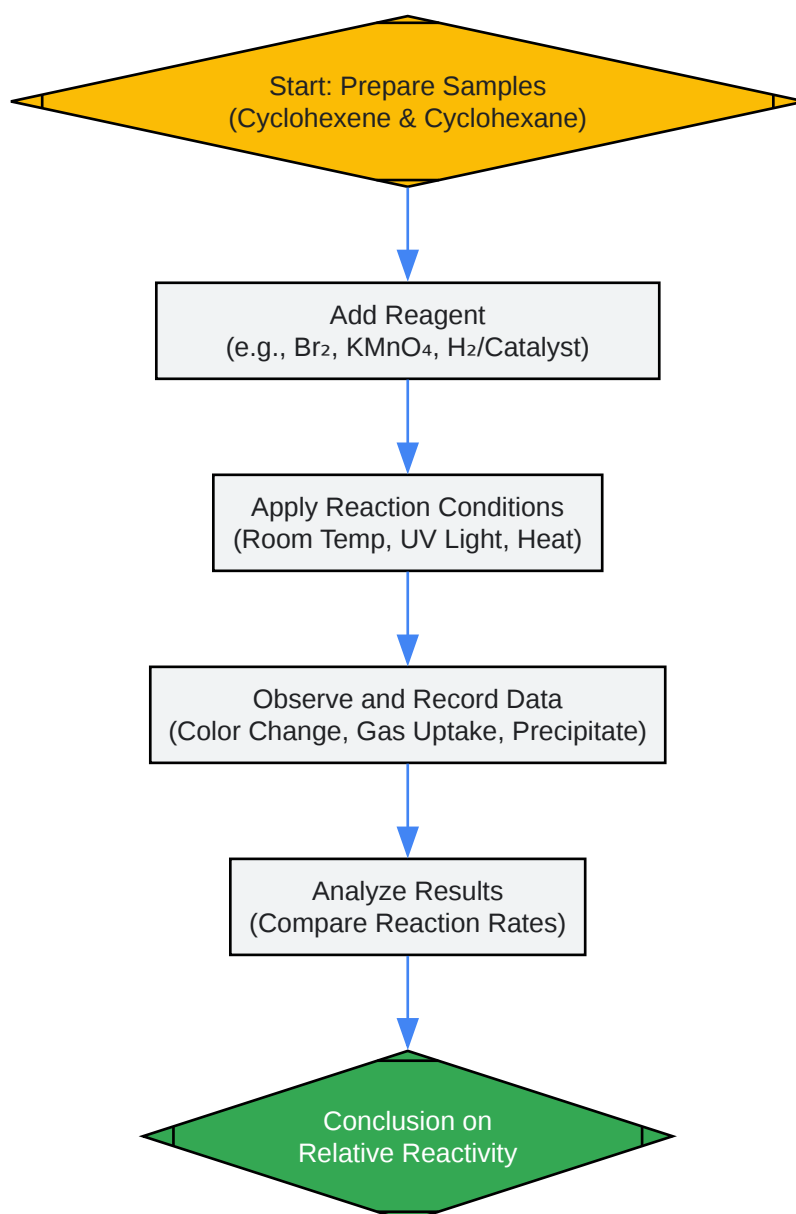 Start: Prepare Samples
(Cyclohexene & Cyclohexane)
Add Reagent
(e.g., Br₂, KMnO₄, H₂/Catalyst)
Apply Reaction Conditions
(Room Temp, UV Light, Heat)
Observe and Record Data
(Color Change, Gas Uptake, Precipitate)
Analyze Results
(Compare Reaction Rates)
Conclusion on
Relative Reactivity